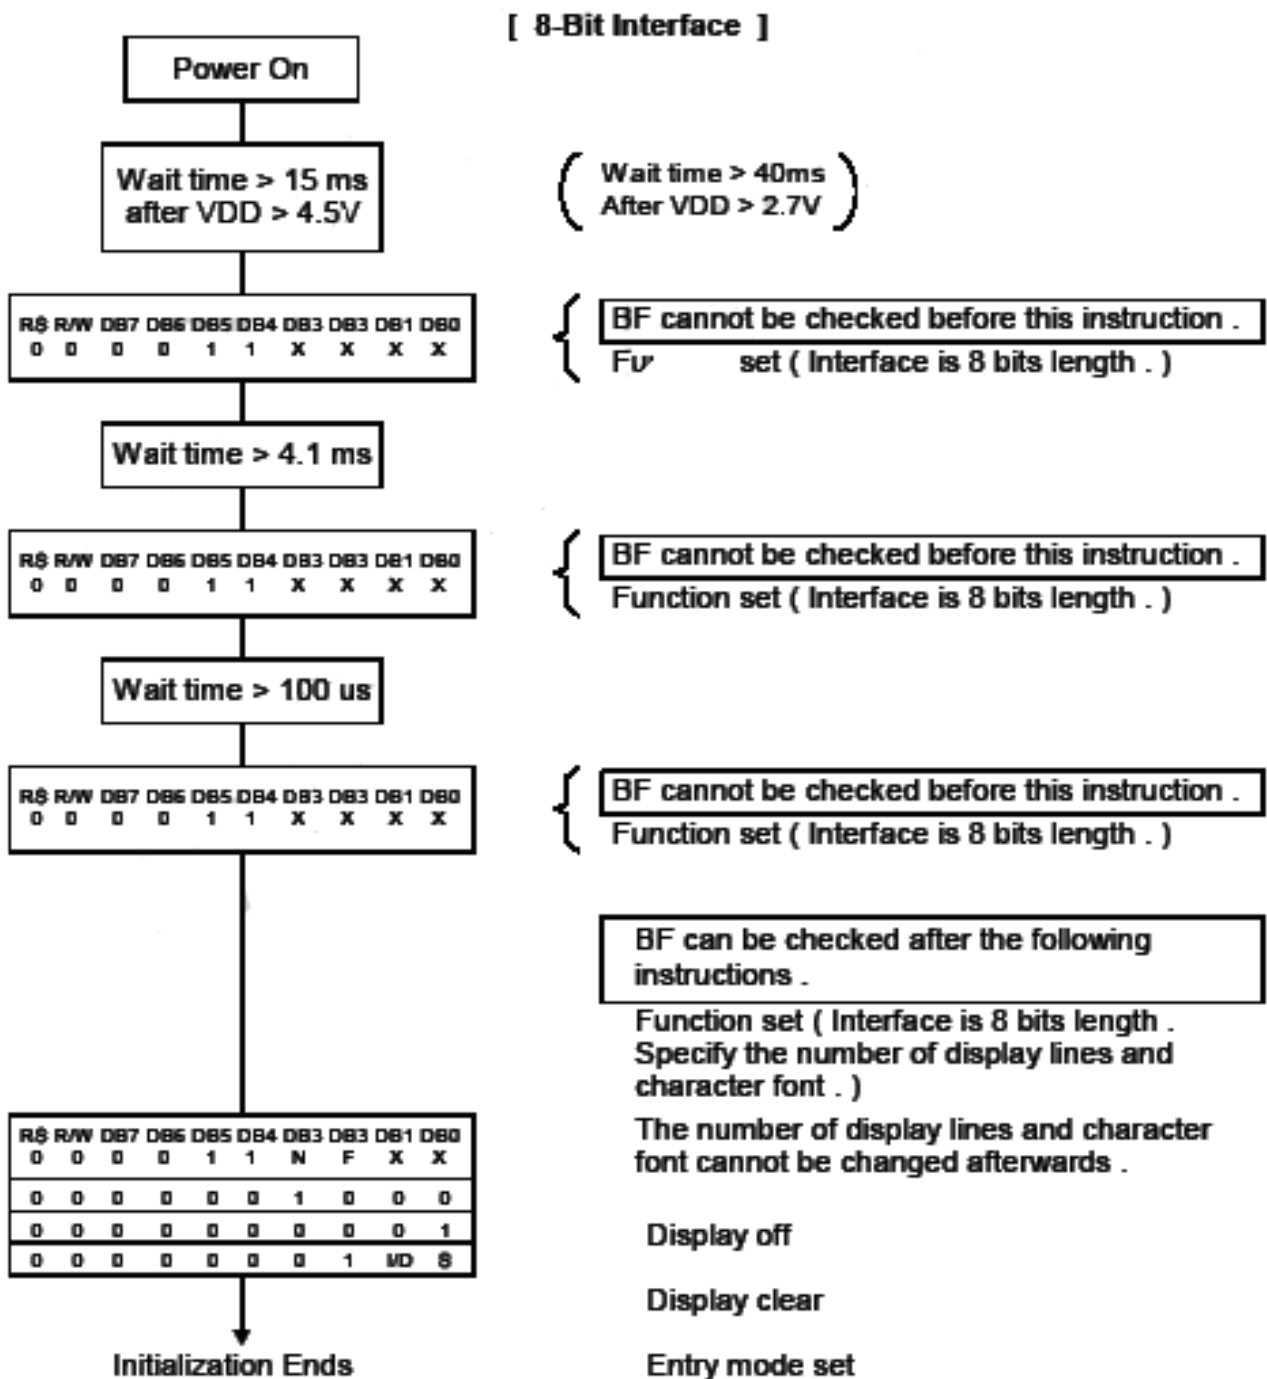 [ 8-Bit Interface ]
Power On
Wait time > 15 ms
after VDD > 4.5V
Wait time > 40ms
After VDD > 2.7V
RS R/W DB7 DB6 DB5 DB4 DB3 DB3 DB1 DB0
0 0 0 0 1 1 X X X X
BF cannot be checked before this instruction .
set ( Interface is 8 bits length . )
Wait time > 4.1 ms
RS R/W DB7 DB6 DB5 DB4 DB3 DB3 DB1 DB0
0 0 0 0 1 1 X X X X
BF cannot be checked before this instruction .
Function set ( Interface is 8 bits length . )
Wait time > 100 us
RS R/W DB7 DB6 DB5 DB4 DB3 DB3 DB1 DB0
0 0 0 0 1 1 X X X X
BF cannot be checked before this instruction .
Function set ( Interface is 8 bits length . )
BF can be checked after the following
instructions .
Function set ( Interface is 8 bits length .
Specify the number of display lines and
character font . )
The number of display lines and character
font cannot be changed afterwards .
RS R/W DB7 DB6 DB5 DB4 DB3 DB3 DB1 DB0
0 0 0 0 1 1 N F X X
0 0 0 0 0 0 1 0 0 0
0 0 0 0 0 0 0 0 0 1
0 0 0 0 0 0 0 1 I/D S
Display off
Display clear
Entry mode set
Initialization Ends